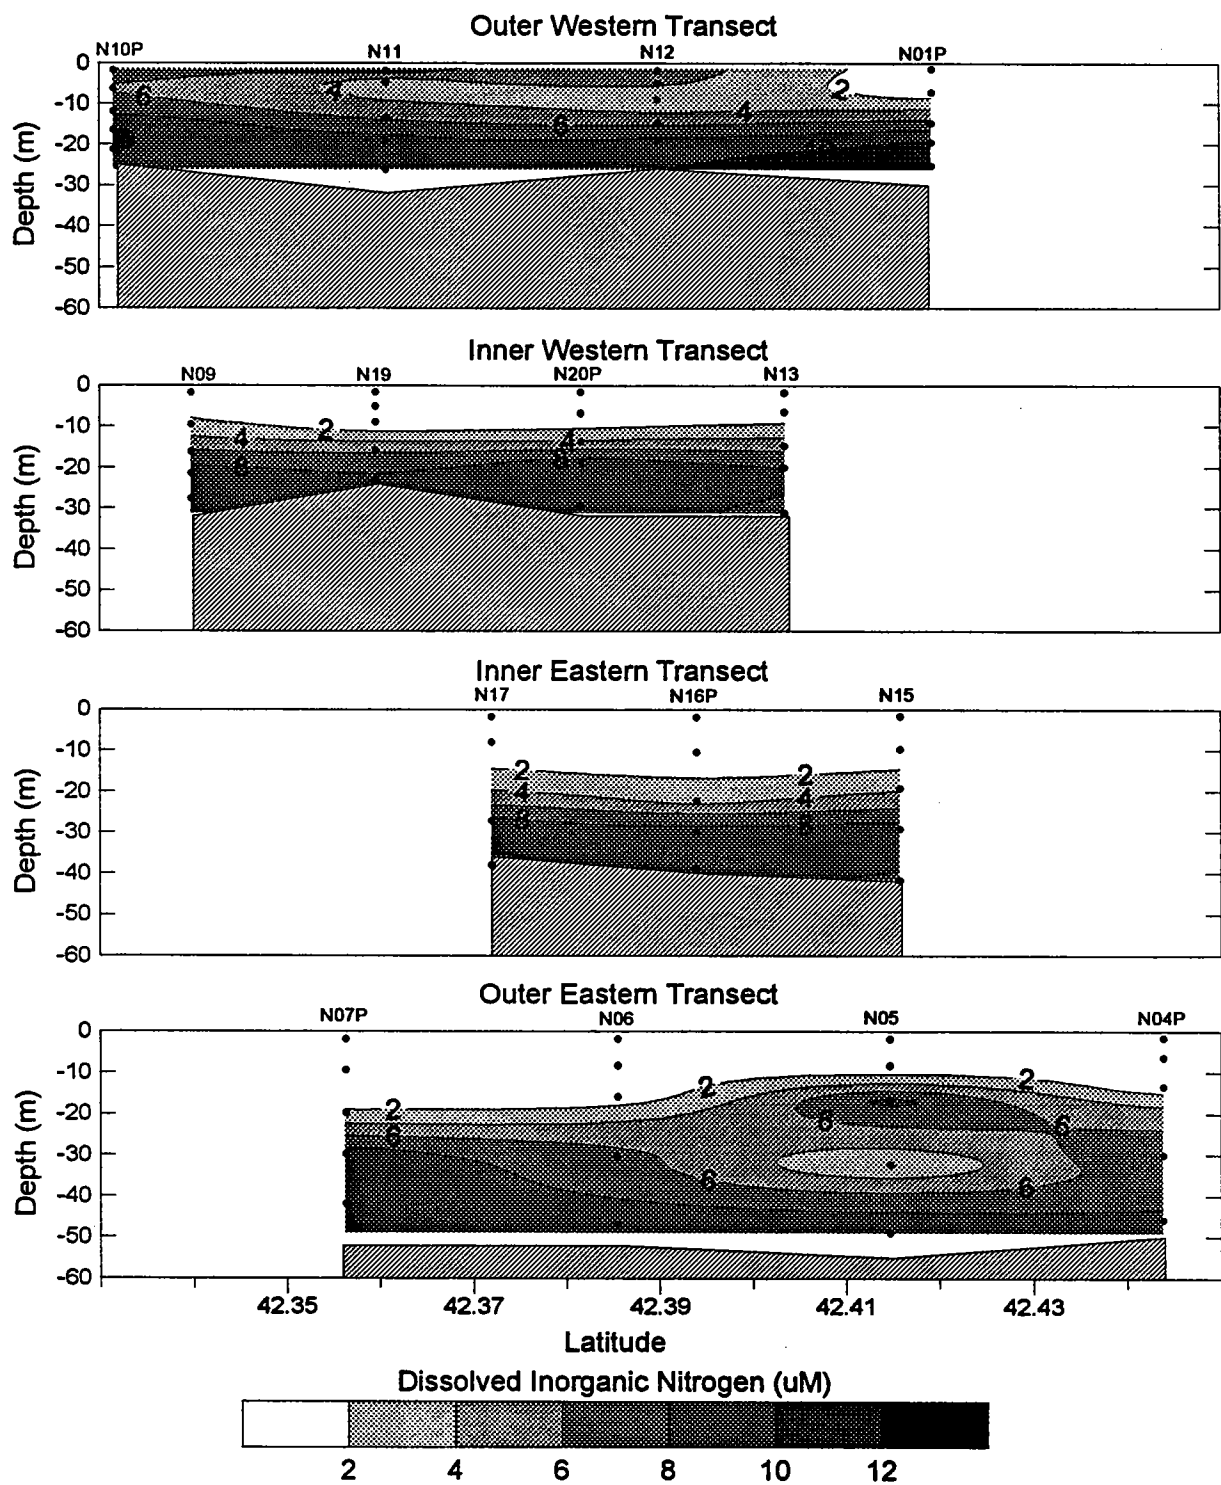 Outer Western Transect
N10P N11 N12 N01P
0
-10
-20
-30
-40
-50
-60
Depth (m)
6 4 2
4
6
Inner Western Transect
N09 N19 N20P N13
0
-10
-20
-30
-40
-50
-60
Depth (m)
2
4 4
Inner Eastern Transect
N17 N16P N15
0
-10
-20
-30
-40
-50
-60
Depth (m)
2 2
4 4
Outer Eastern Transect
N07P N06 N05 N04P
0
-10
-20
-30
-40
-50
-60
Depth (m)
2 2 2
6 6 6
6 6
42.35 42.37 42.39 42.41 42.43
Latitude
Dissolved Inorganic Nitrogen (uM)
2 4 6 8 10 12